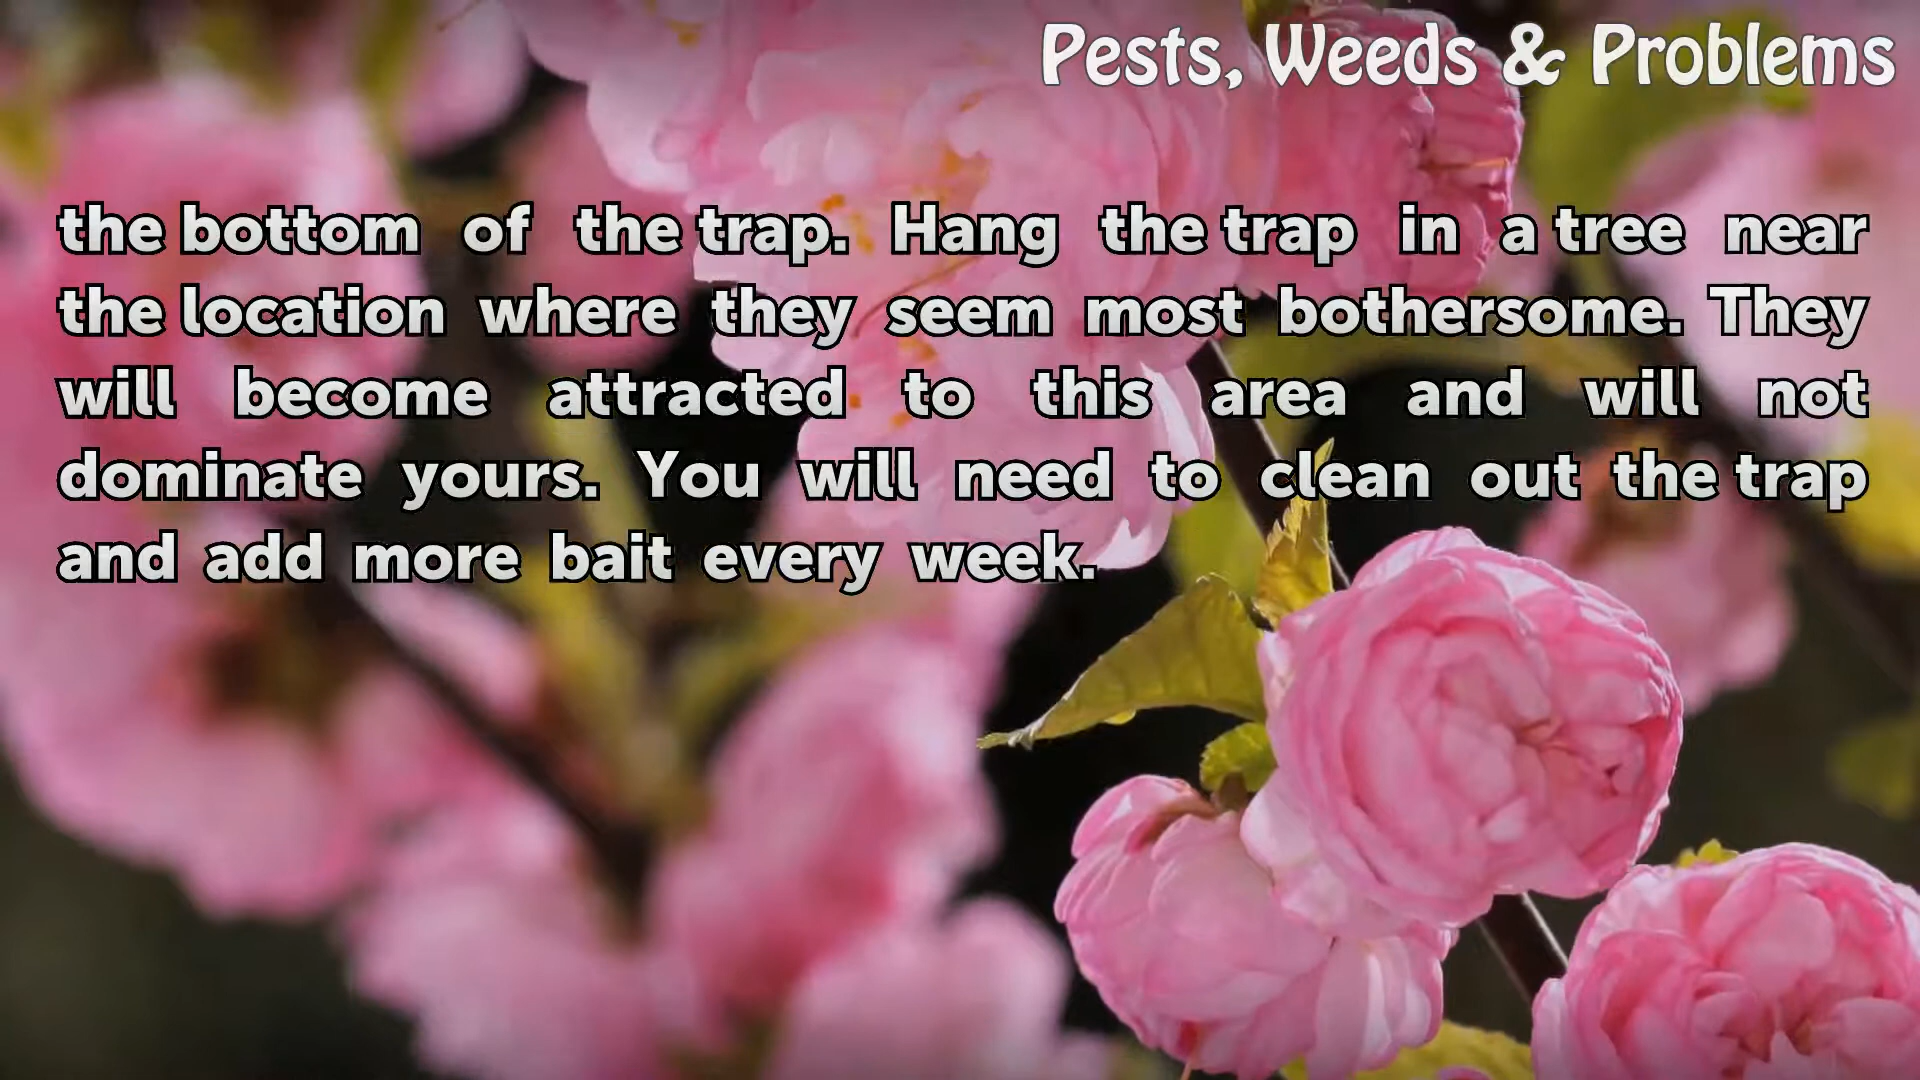 Pests, Weeds & Problems
the bottom of the trap. Hang the trap in a tree near
the location where they seem most bothersome. They
will become attracted to this area and will not
dominate yours. You will need to clean out the trap
and add more bait every week.